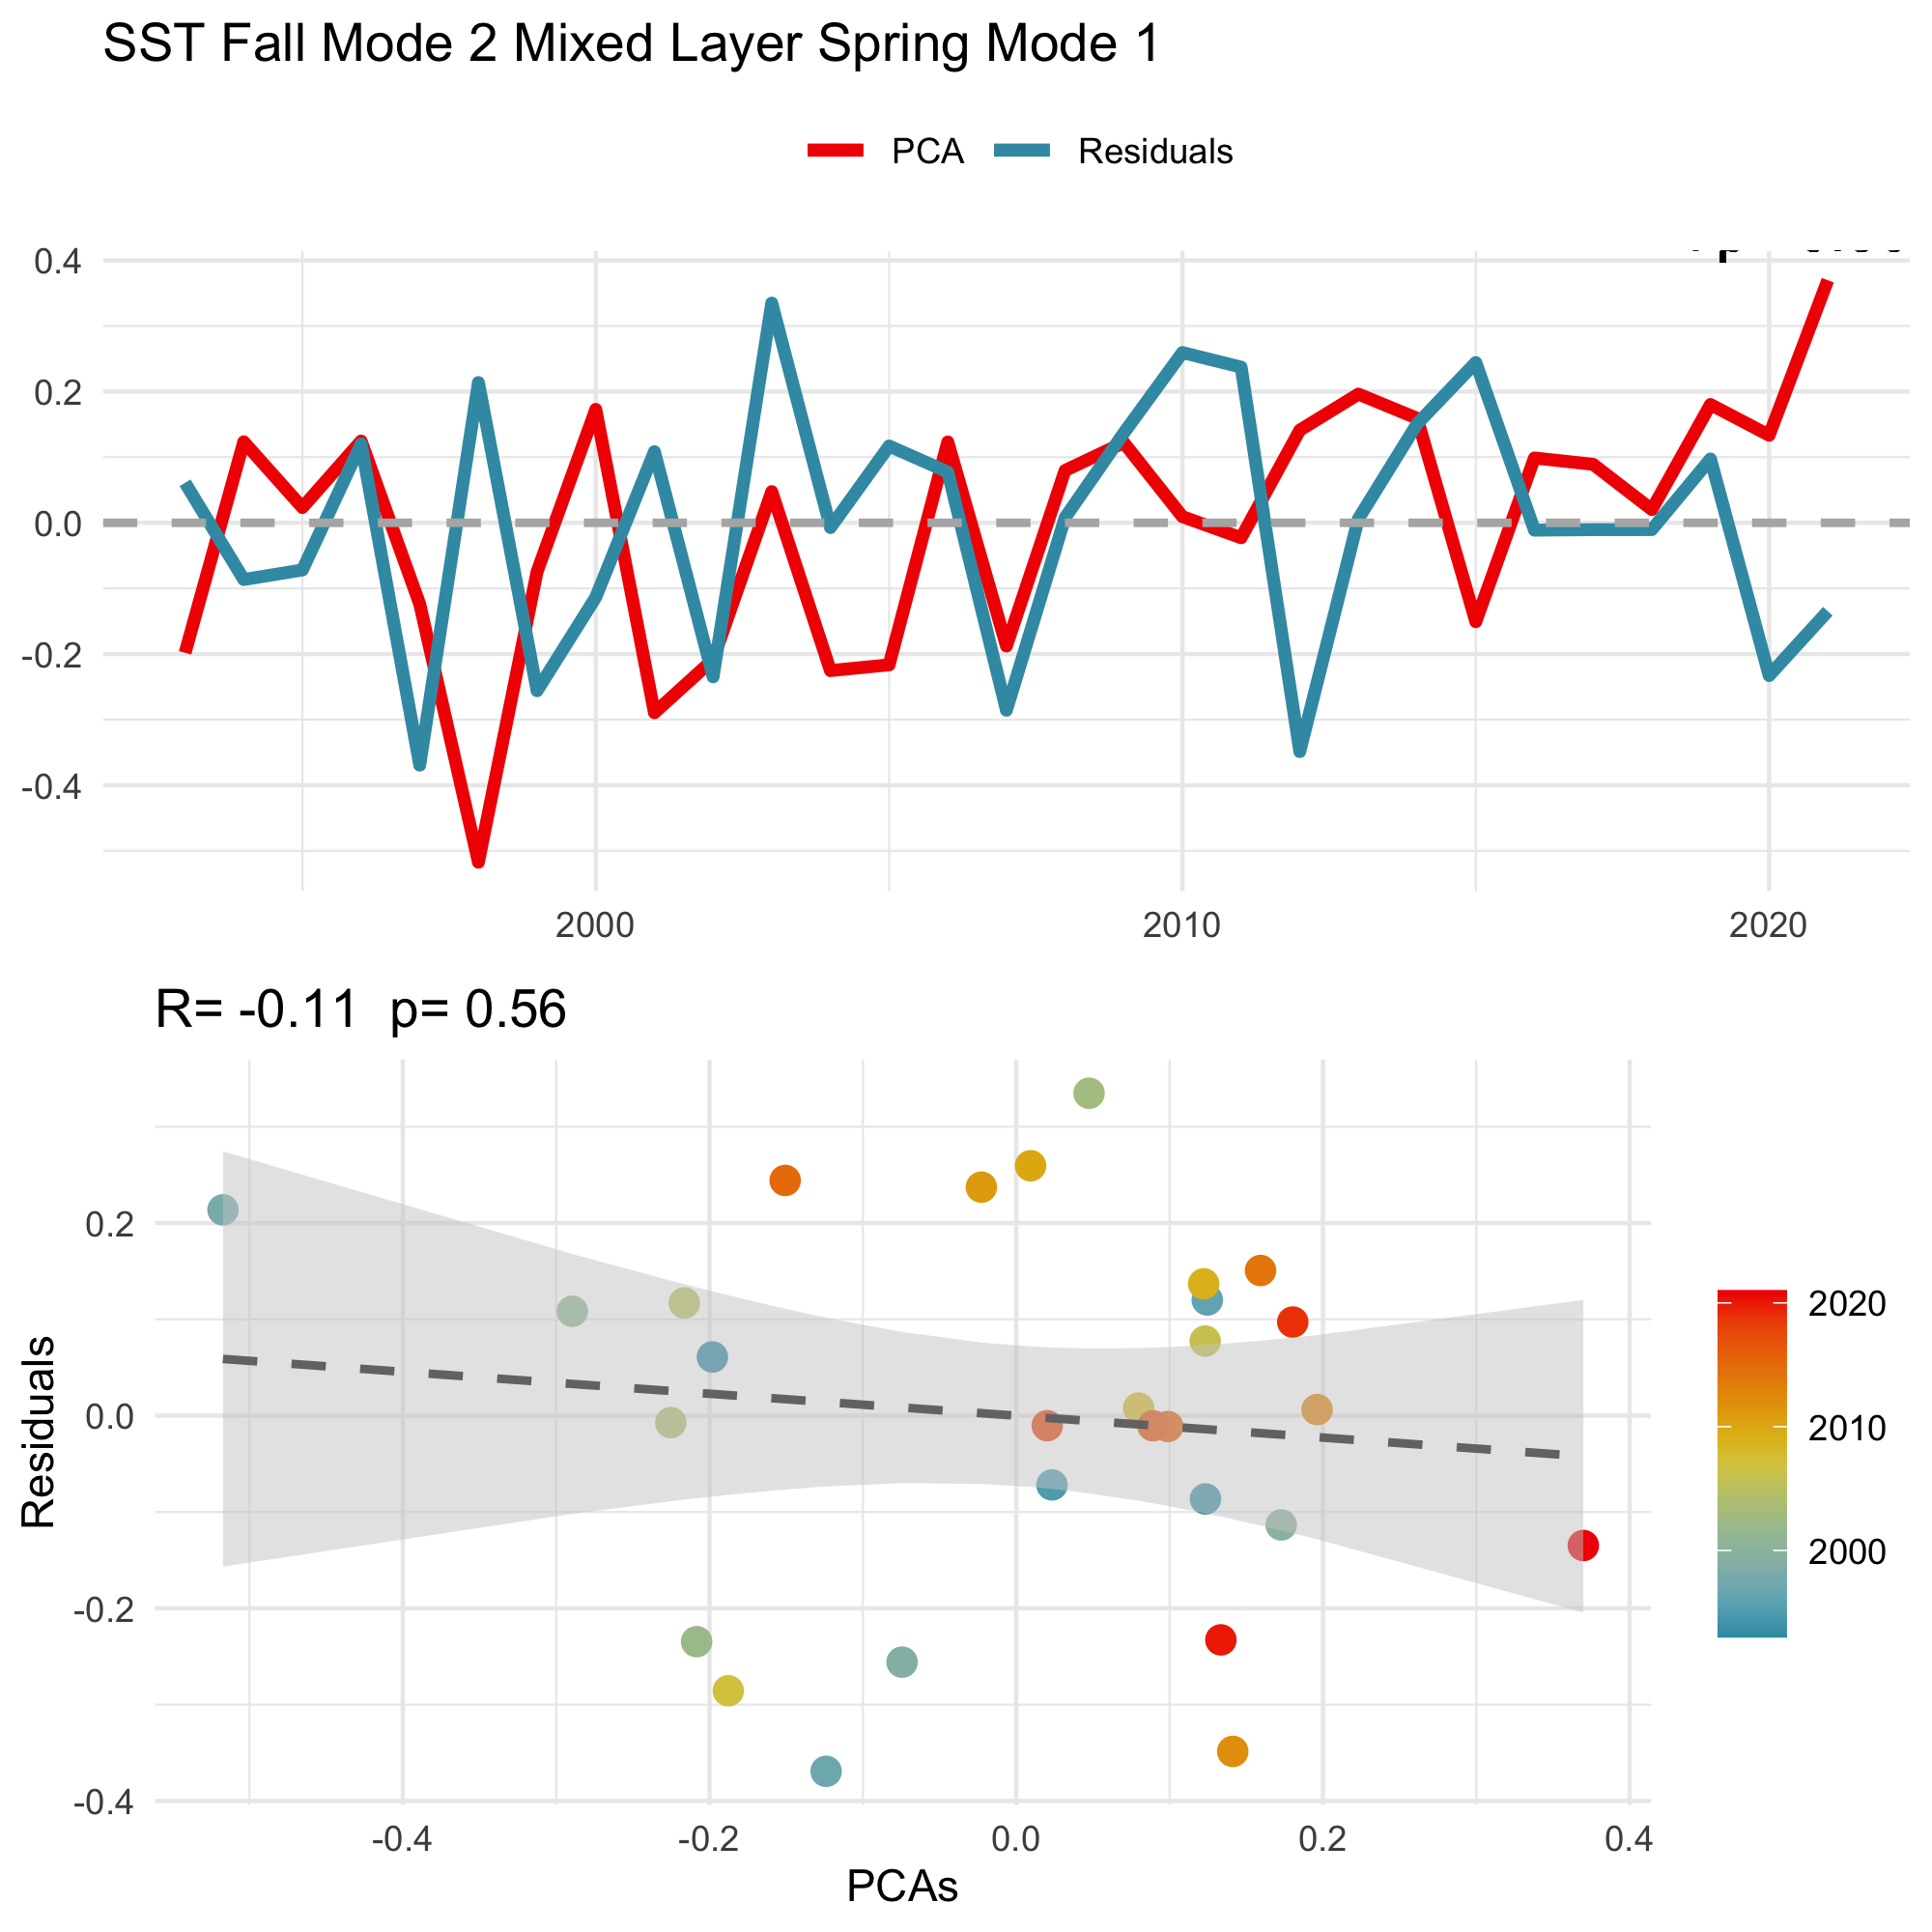 SST Fall Mode 2 Mixed Layer Spring Mode 1
PCA Residuals
0.4
0.2
0.0
-0.2
-0.4
2000 2010 2020
R= -0.11 p= 0.56
Residuals
0.2
0.0
-0.2
-0.4
-0.4 -0.2 0.0 0.2 0.4
PCAs
2020
2010
2000